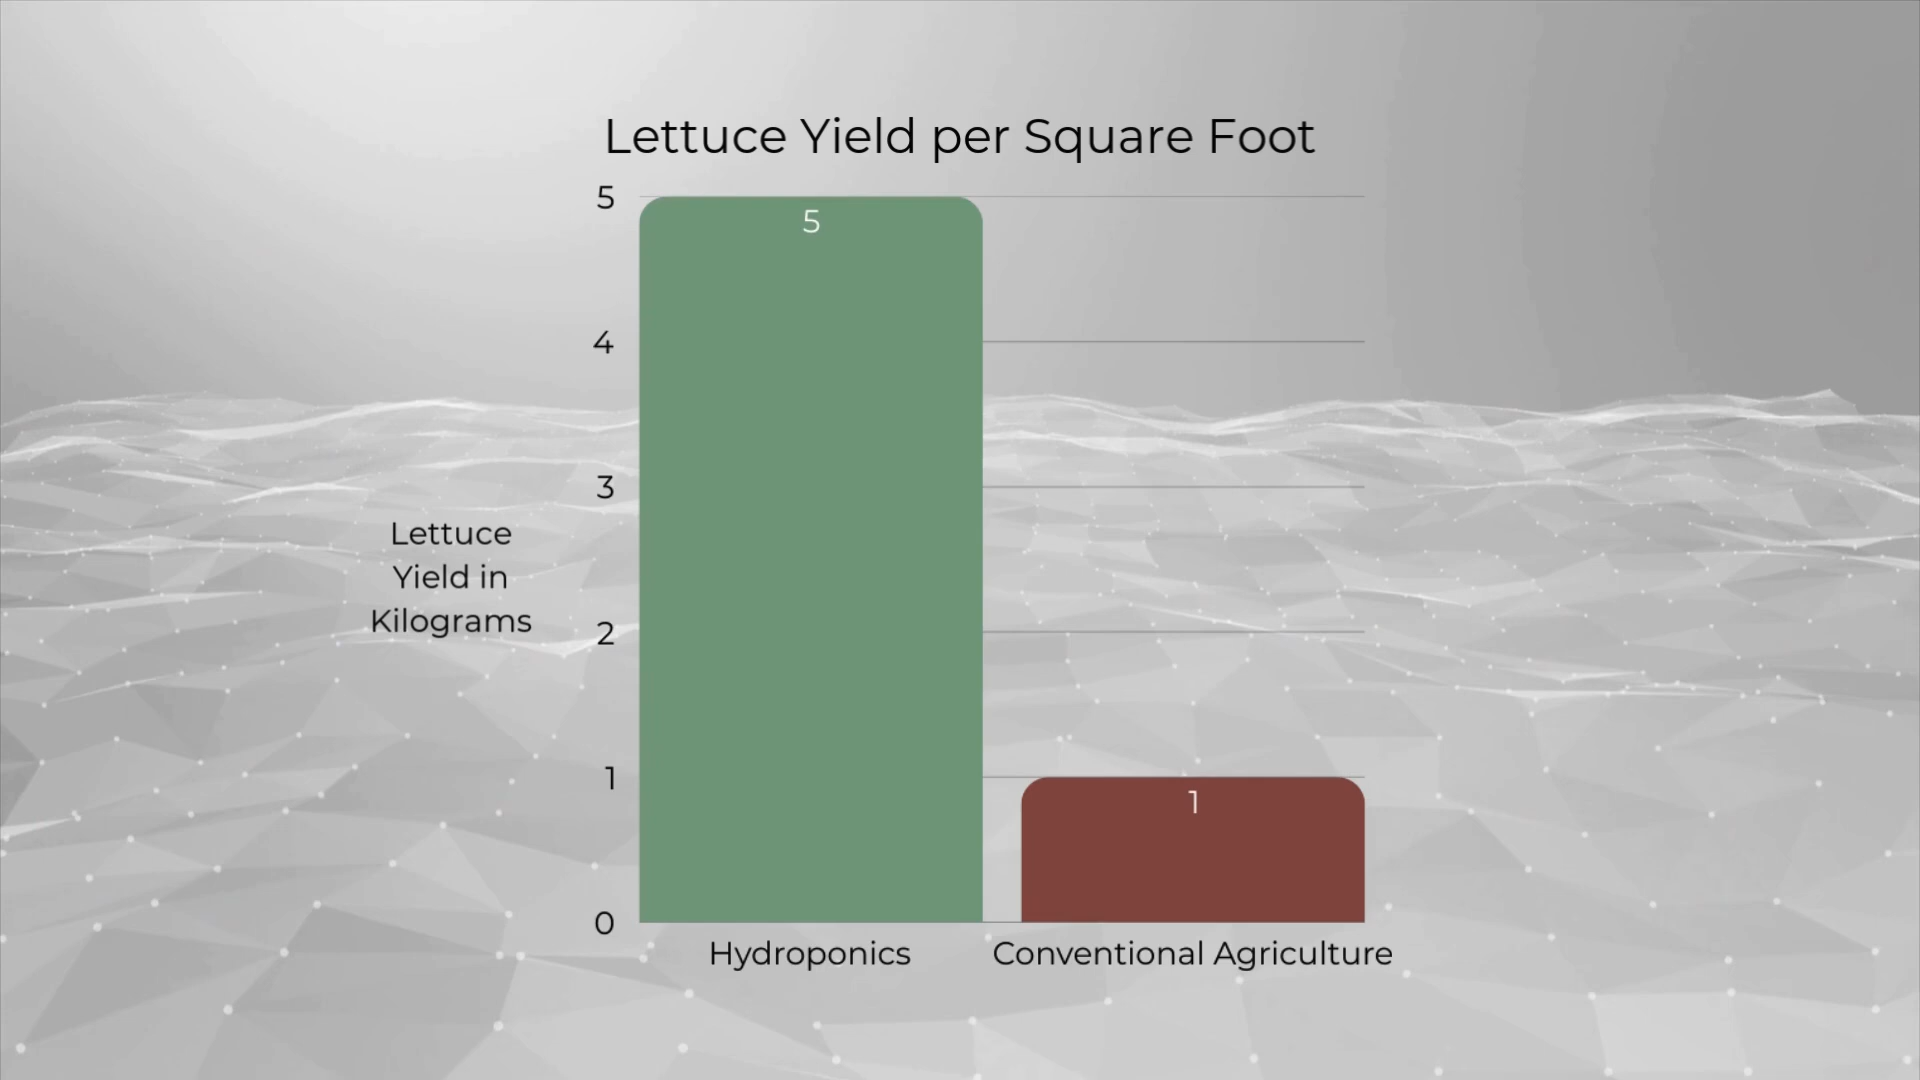 Lettuce Yield per Square Foot
5
5
4
3
Lettuce
Yield in
Kilograms
2
1
1
0
Hydroponics
Conventional Agriculture